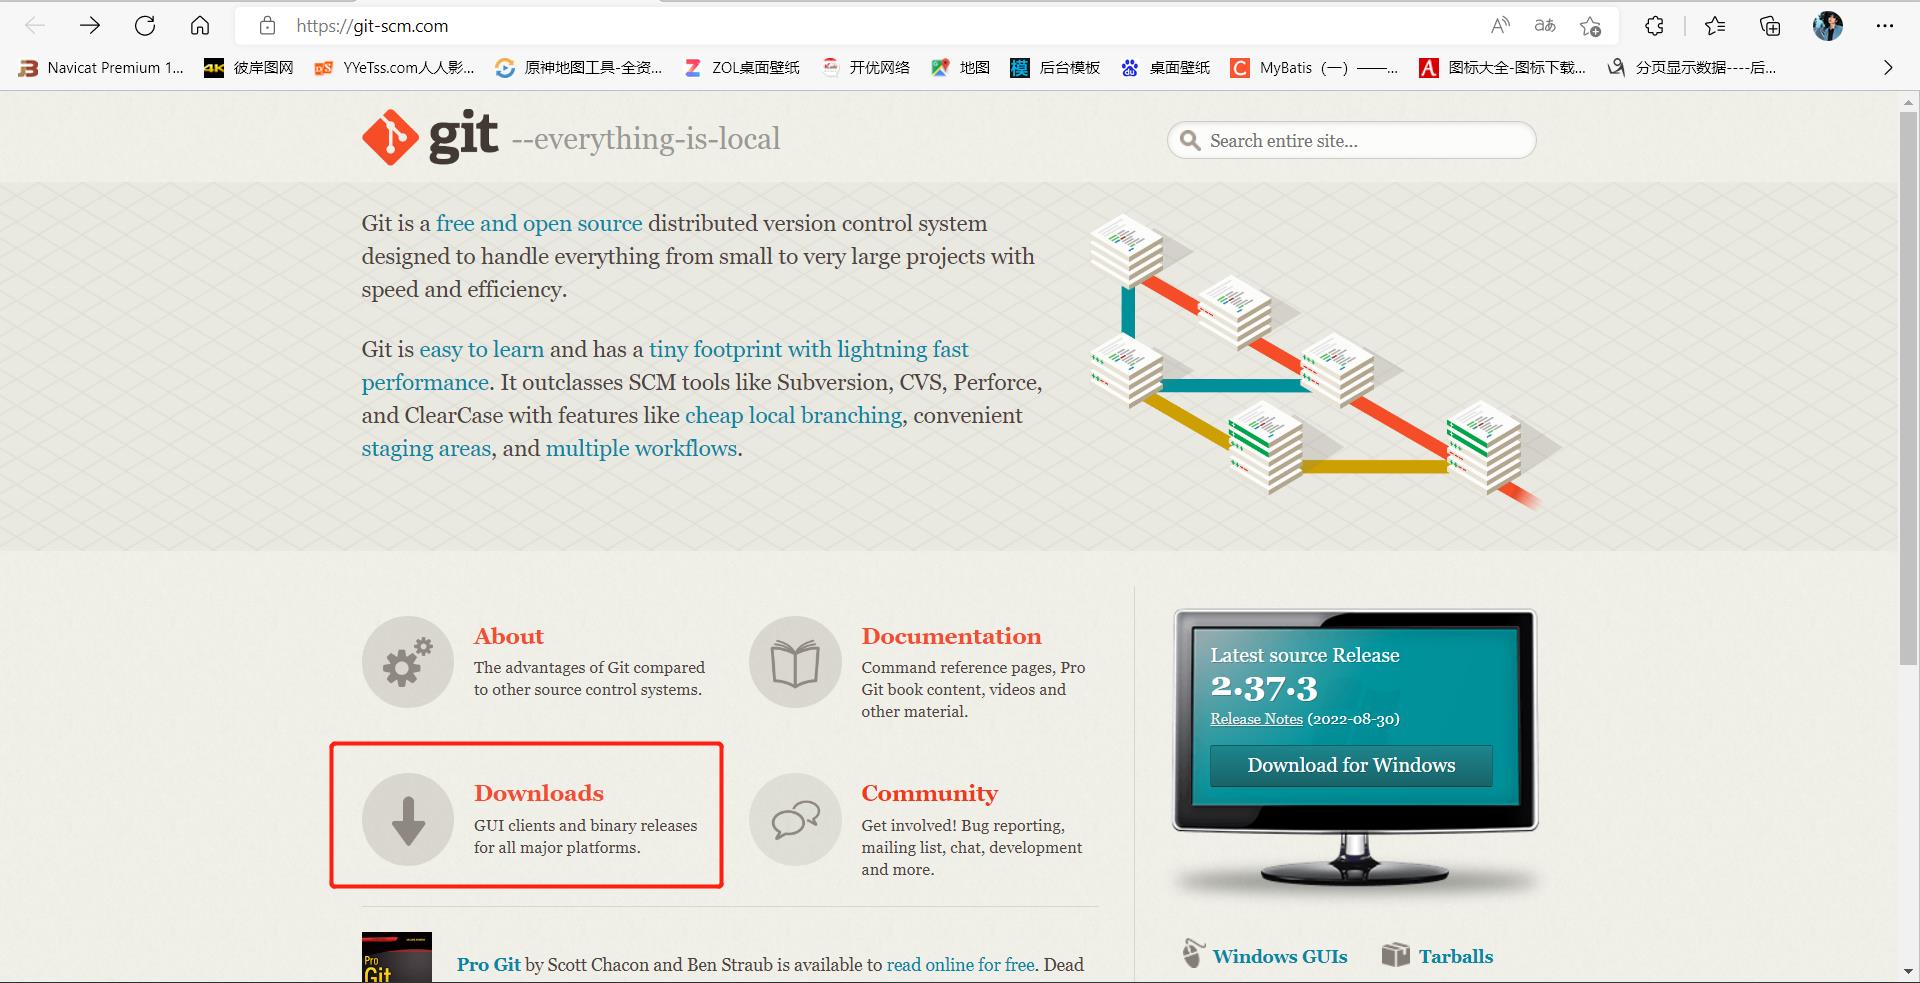 https://git-scm.com
Navicat Premium 1...
彼岸图网
YYeTss.com人人影...
原神地图工具-全资...
ZOL桌面壁纸
开优网络
地图
后台模板
桌面壁纸
MyBatis（一）——...
图标大全-图标下载...
分页显示数据----后...
git --everything-is-local
Search entire site...
Git is a free and open source distributed version control system
designed to handle everything from small to very large projects with
speed and efficiency.
Git is easy to learn and has a tiny footprint with lightning fast
performance. It outclasses SCM tools like Subversion, CVS, Perforce,
and ClearCase with features like cheap local branching, convenient
staging areas, and multiple workflows.
About
The advantages of Git compared
to other source control systems.
Documentation
Command reference pages, Pro
Git book content, videos and
other material.
Downloads
GUI clients and binary releases
for all major platforms.
Community
Get involved! Bug reporting,
mailing list, chat, development
and more.
Latest source Release
2.37.3
Release Notes (2022-08-30)
Download for Windows
Windows GUIs
Tarballs
Pro
Git
Pro Git by Scott Chacon and Ben Straub is available to read online for free. Dead